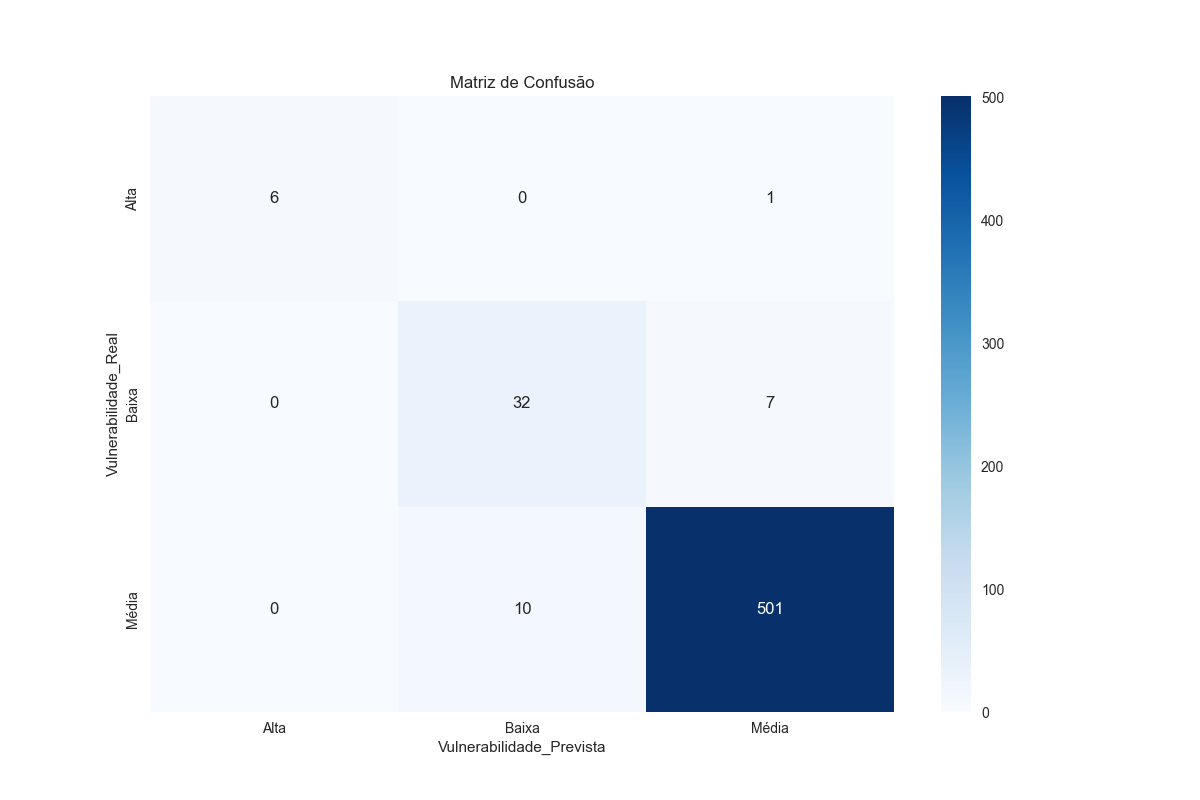 Matriz de Confusão
Alta
6
0
1
Vulnerabilidade_Real
Baixa
0
32
7
Média
0
10
501
Alta
Baixa
Média
Vulnerabilidade_Prevista
500
400
300
200
100
0